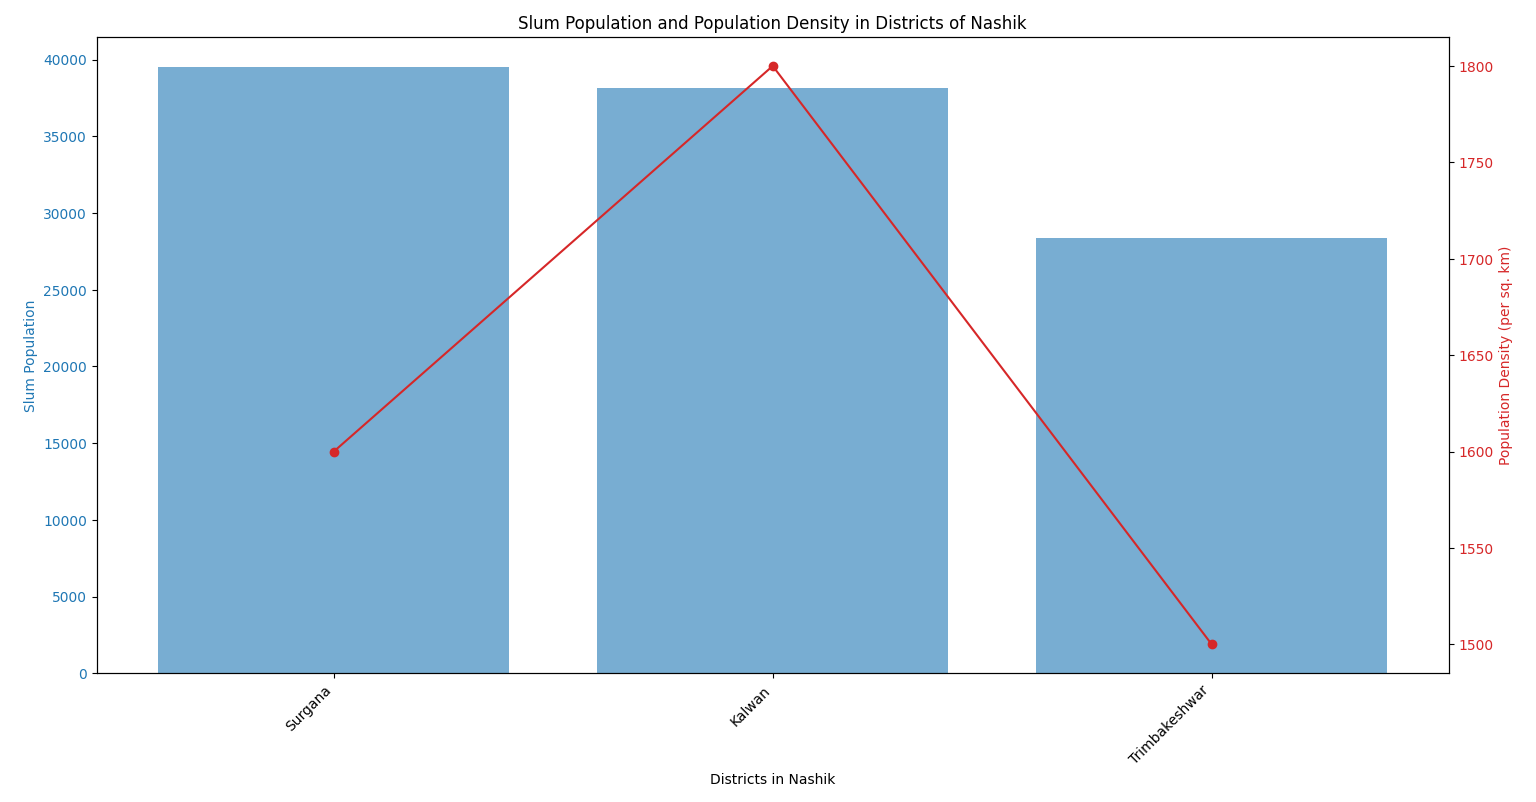 Slum Population and Population Density in Districts of Nashik
Slum Population
40000
35000
30000
25000
20000
15000
10000
5000
0
Population Density (per sq. km)
1800
1750
1700
1650
1600
1550
1500
Surgana
Kalwan
Trimbakeshwar
Districts in Nashik